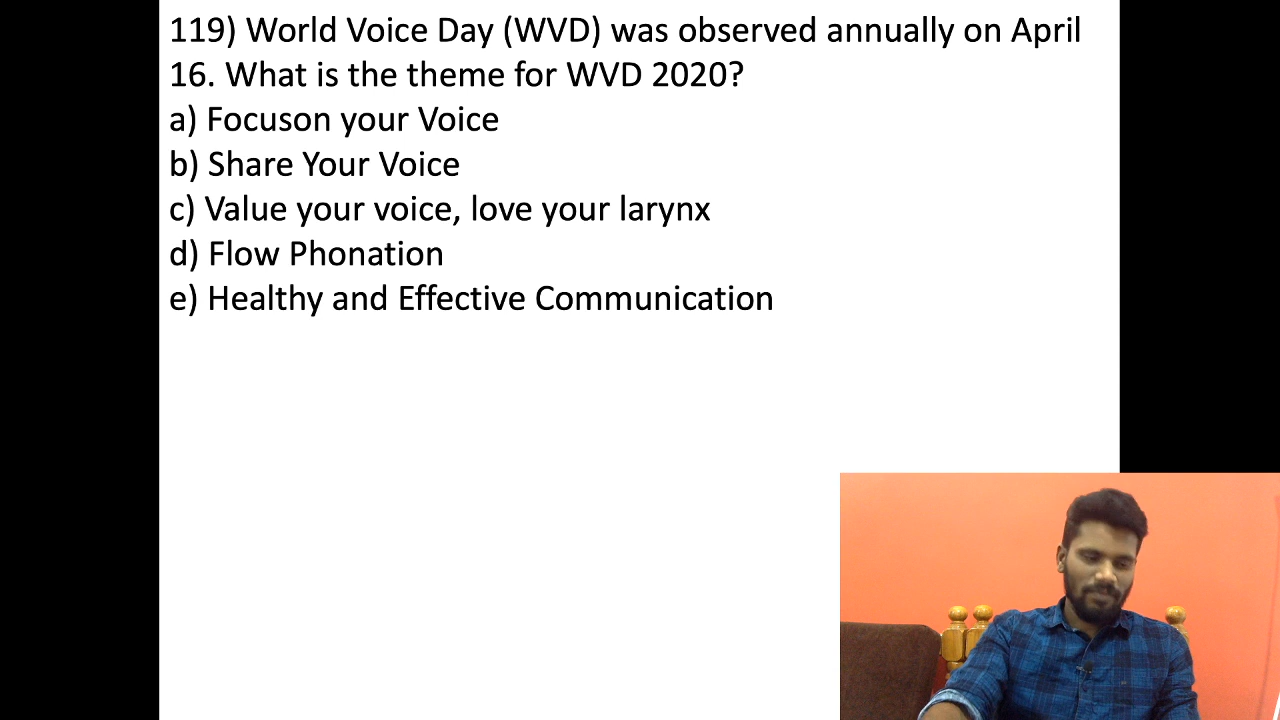 119) World Voice Day (WVD) was observed annually on April
16. What is the theme for WVD 2020?
a) Focuson your Voice
b) Share Your Voice
c) Value your voice, love your larynx
d) Flow Phonation
e) Healthy and Effective Communication